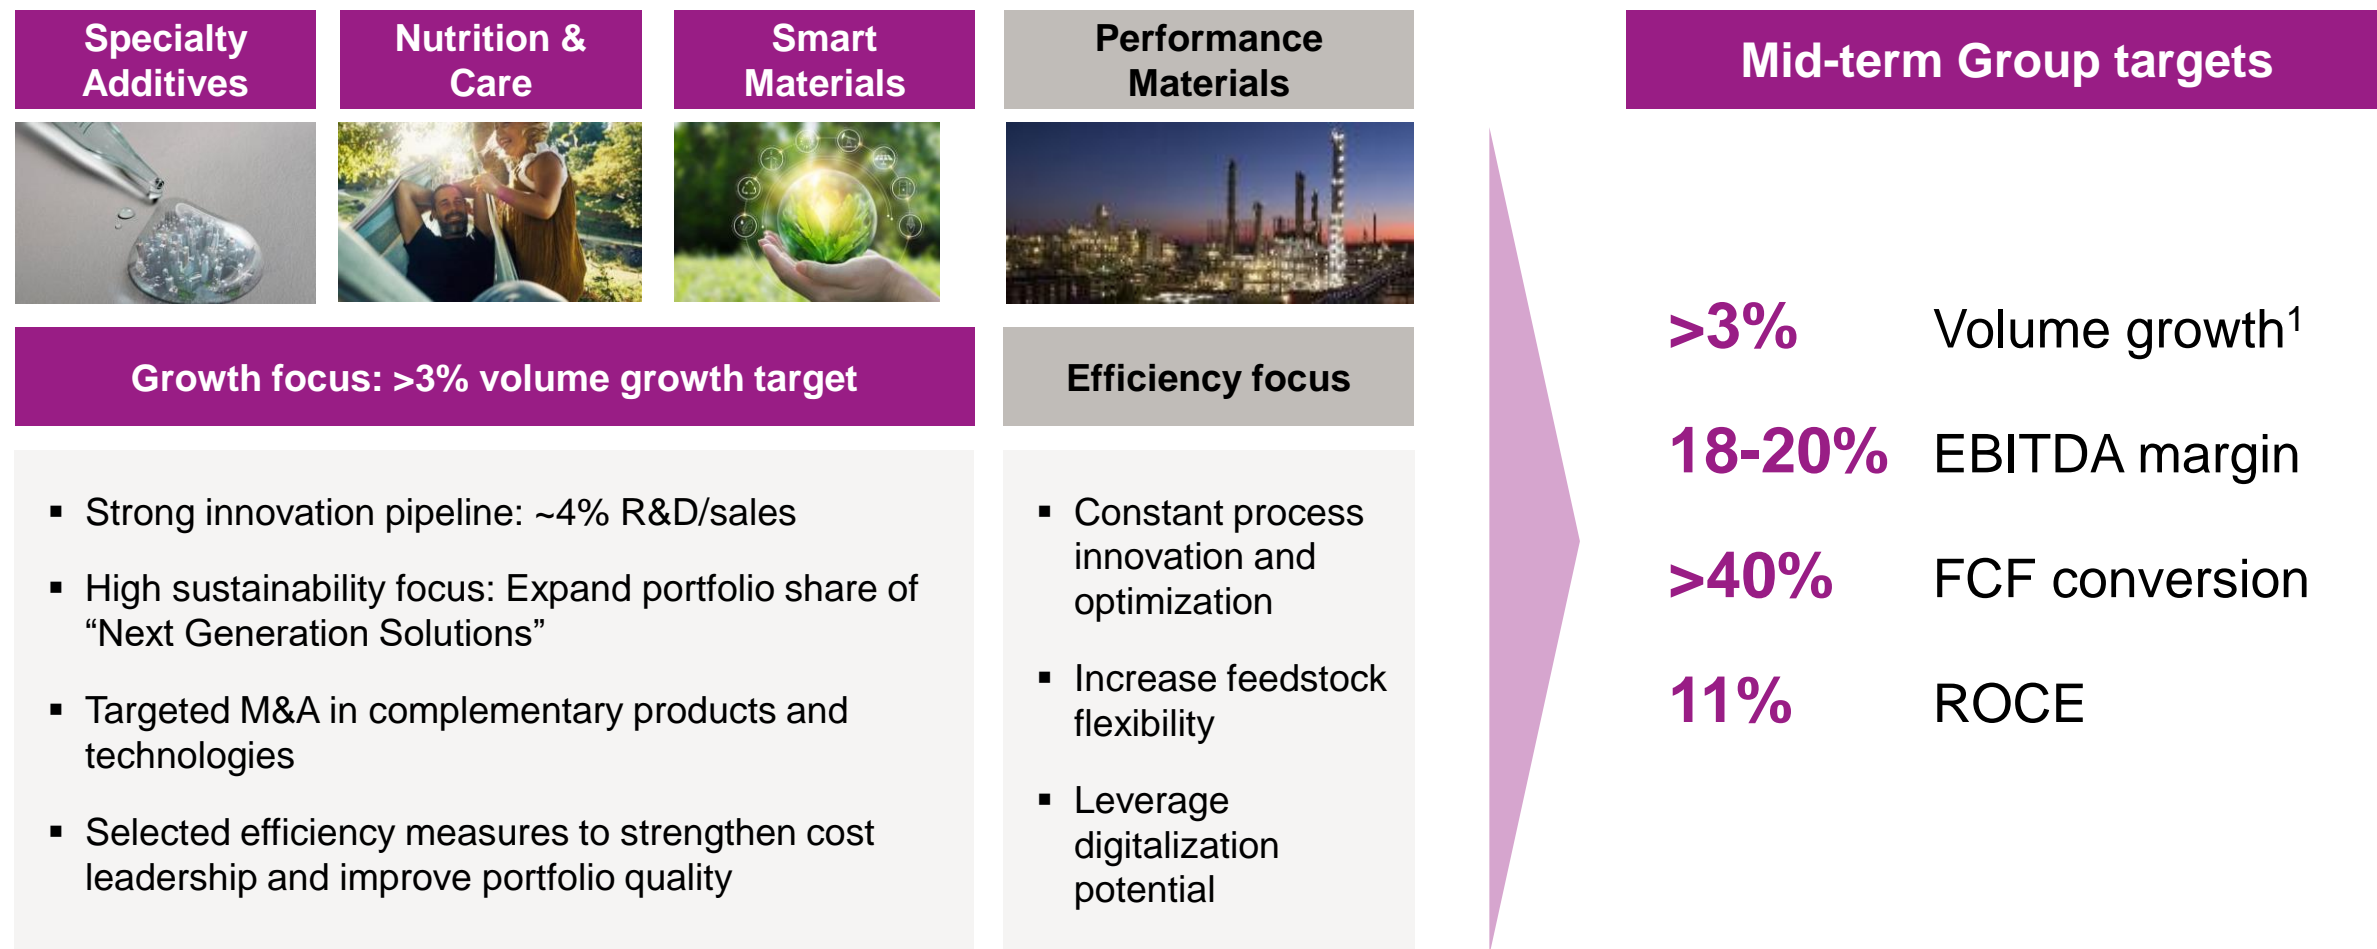 Specialty
Additives
Nutrition &
Care
Smart
Materials
Performance
Materials
Growth focus: >3% volume growth target
Efficiency focus
▪ Strong innovation pipeline: ~4% R&D/sales
▪ High sustainability focus: Expand portfolio share of
“Next Generation Solutions”
▪ Targeted M&A in complementary products and
technologies
▪ Selected efficiency measures to strengthen cost
leadership and improve portfolio quality
▪ Constant process
innovation and
optimization
▪ Increase feedstock
flexibility
▪ Leverage
digitalization
potential
Mid-term Group targets
>3% Volume growth¹
18-20% EBITDA margin
>40% FCF conversion
11% ROCE